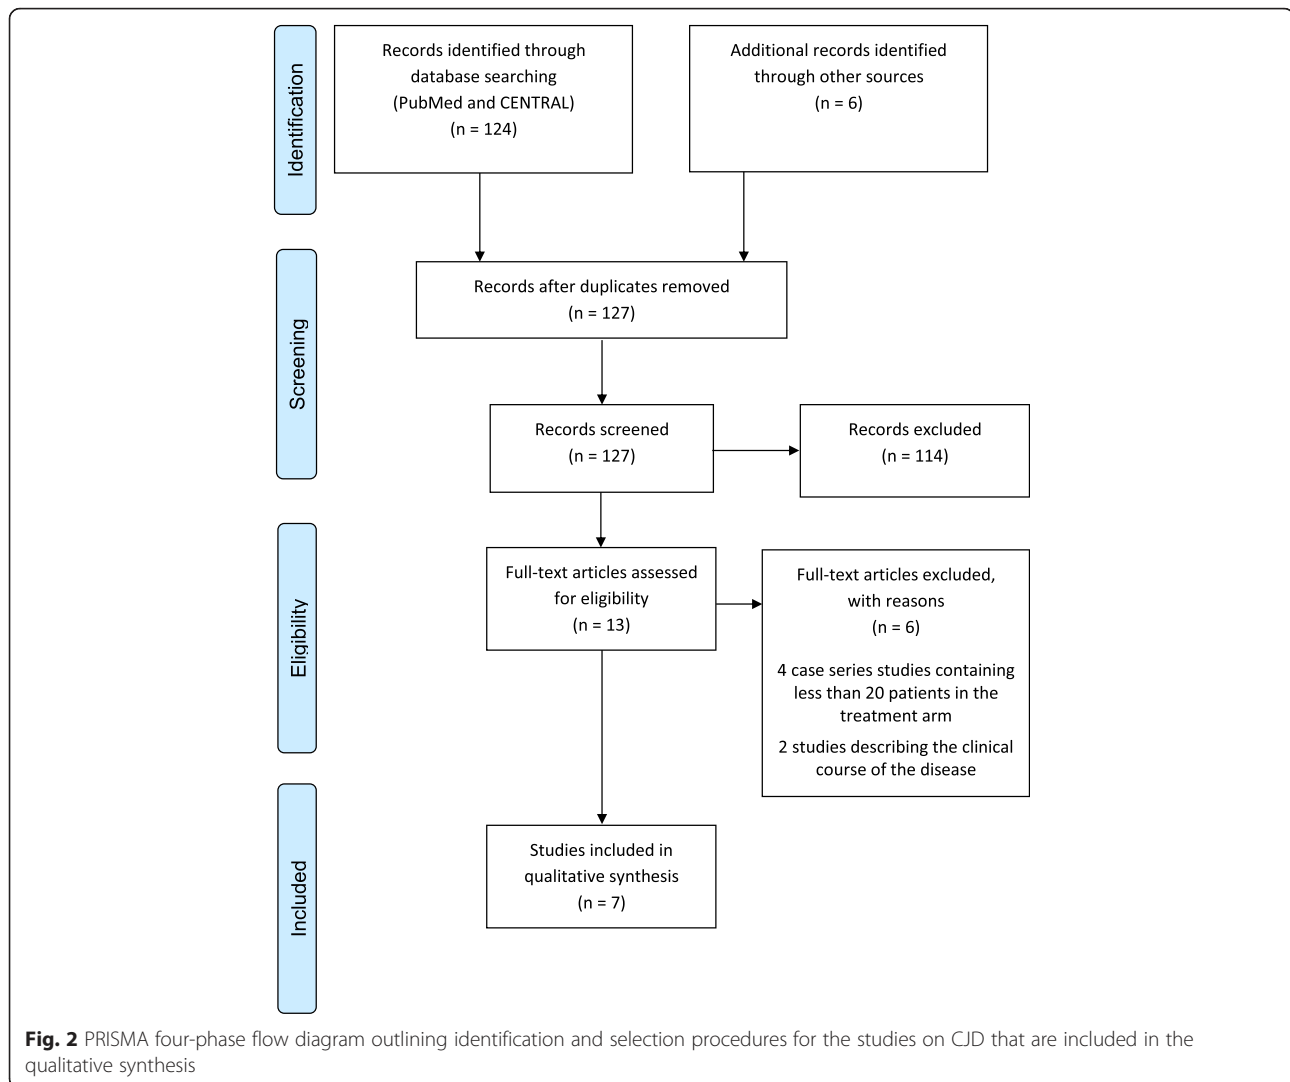 Identification
Records identified through
database searching
(PubMed and CENTRAL)
(n = 124)
Additional records identified
through other sources
(n = 6)
Screening
Records after duplicates removed
(n = 127)
Records screened
(n = 127)
Records excluded
(n = 114)
Eligibility
Full-text articles assessed
for eligibility
(n = 13)
Full-text articles excluded,
with reasons
(n = 6)
4 case series studies containing
less than 20 patients in the
treatment arm
2 studies describing the clinical
course of the disease
Included
Studies included in
qualitative synthesis
(n = 7)
Fig. 2 PRISMA four-phase flow diagram outlining identification and selection procedures for the studies on CJD that are included in the
qualitative synthesis